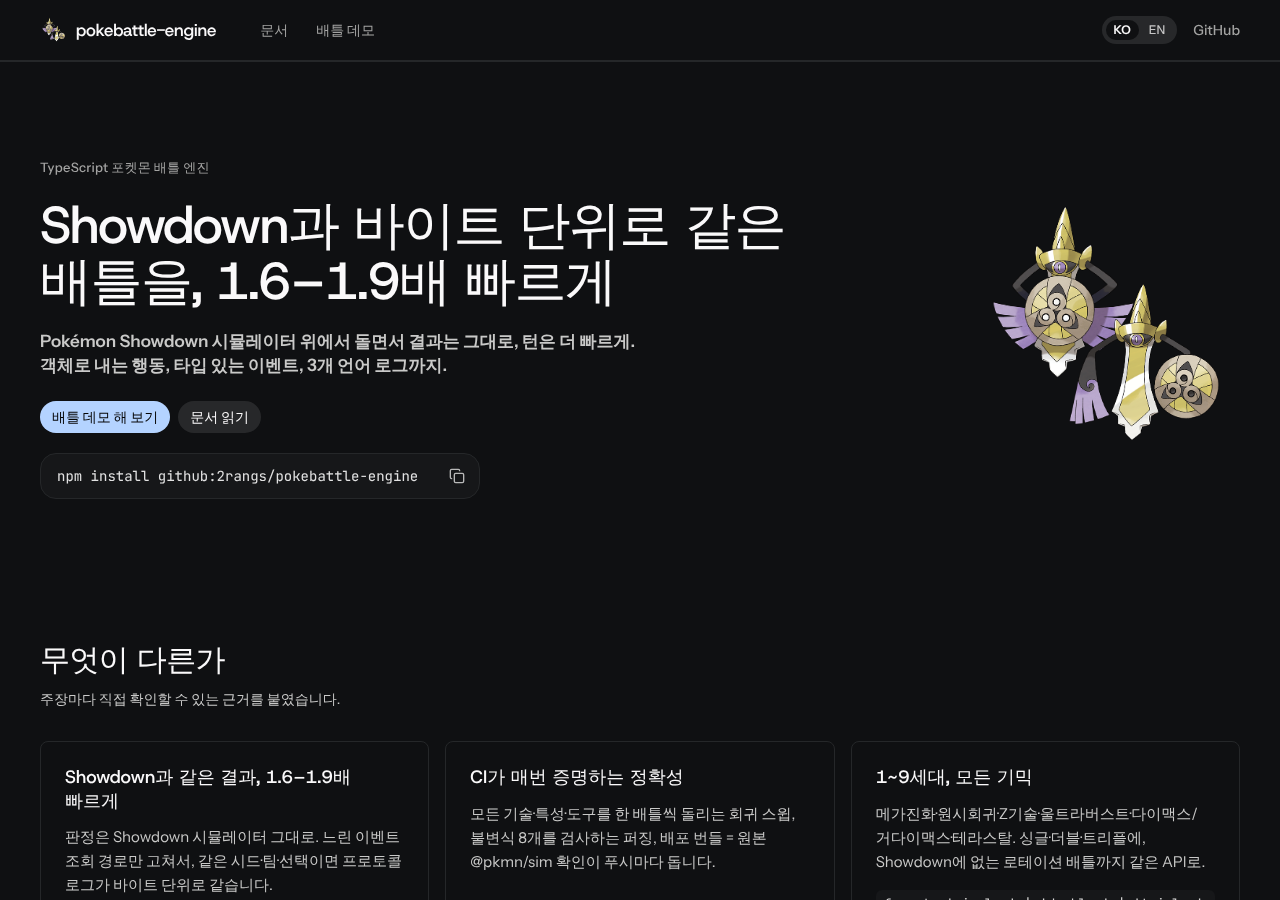 pokebattle-engine
문서
배틀 데모
KO
EN
GitHub
TypeScript 포켓몬 배틀 엔진
Showdown과 바이트 단위로 같은
배틀을, 1.6–1.9배 빠르게
Pokémon Showdown 시뮬레이터 위에서 돌면서 결과는 그대로, 턴은 더 빠르게.
객체로 내는 행동, 타입 있는 이벤트, 3개 언어 로그까지.
배틀 데모 해 보기
문서 읽기
npm install github:2rangs/pokebattle-engine
무엇이 다른가
주장마다 직접 확인할 수 있는 근거를 붙였습니다.
Showdown과 같은 결과, 1.6–1.9배
빠르게
판정은 Showdown 시뮬레이터 그대로. 느린 이벤트
조회 경로만 고쳐서, 같은 시드·팀·선택이면 프로토콜
로그가 바이트 단위로 같습니다.
CI가 매번 증명하는 정확성
모든 기술·특성·도구를 한 배틀씩 돌리는 회귀 스윕,
불변식 8개를 검사하는 퍼징, 배포 번들 = 원본
@pkmn/sim 확인이 푸시마다 돕니다.
1~9세대, 모든 기믹
메가진화·원시회귀·Z기술·울트라버스트·다이맥스/
거다이맥스·테라스탈. 싱글·더블·트리플에,
Showdown에 없는 로테이션 배틀까지 같은 API로.